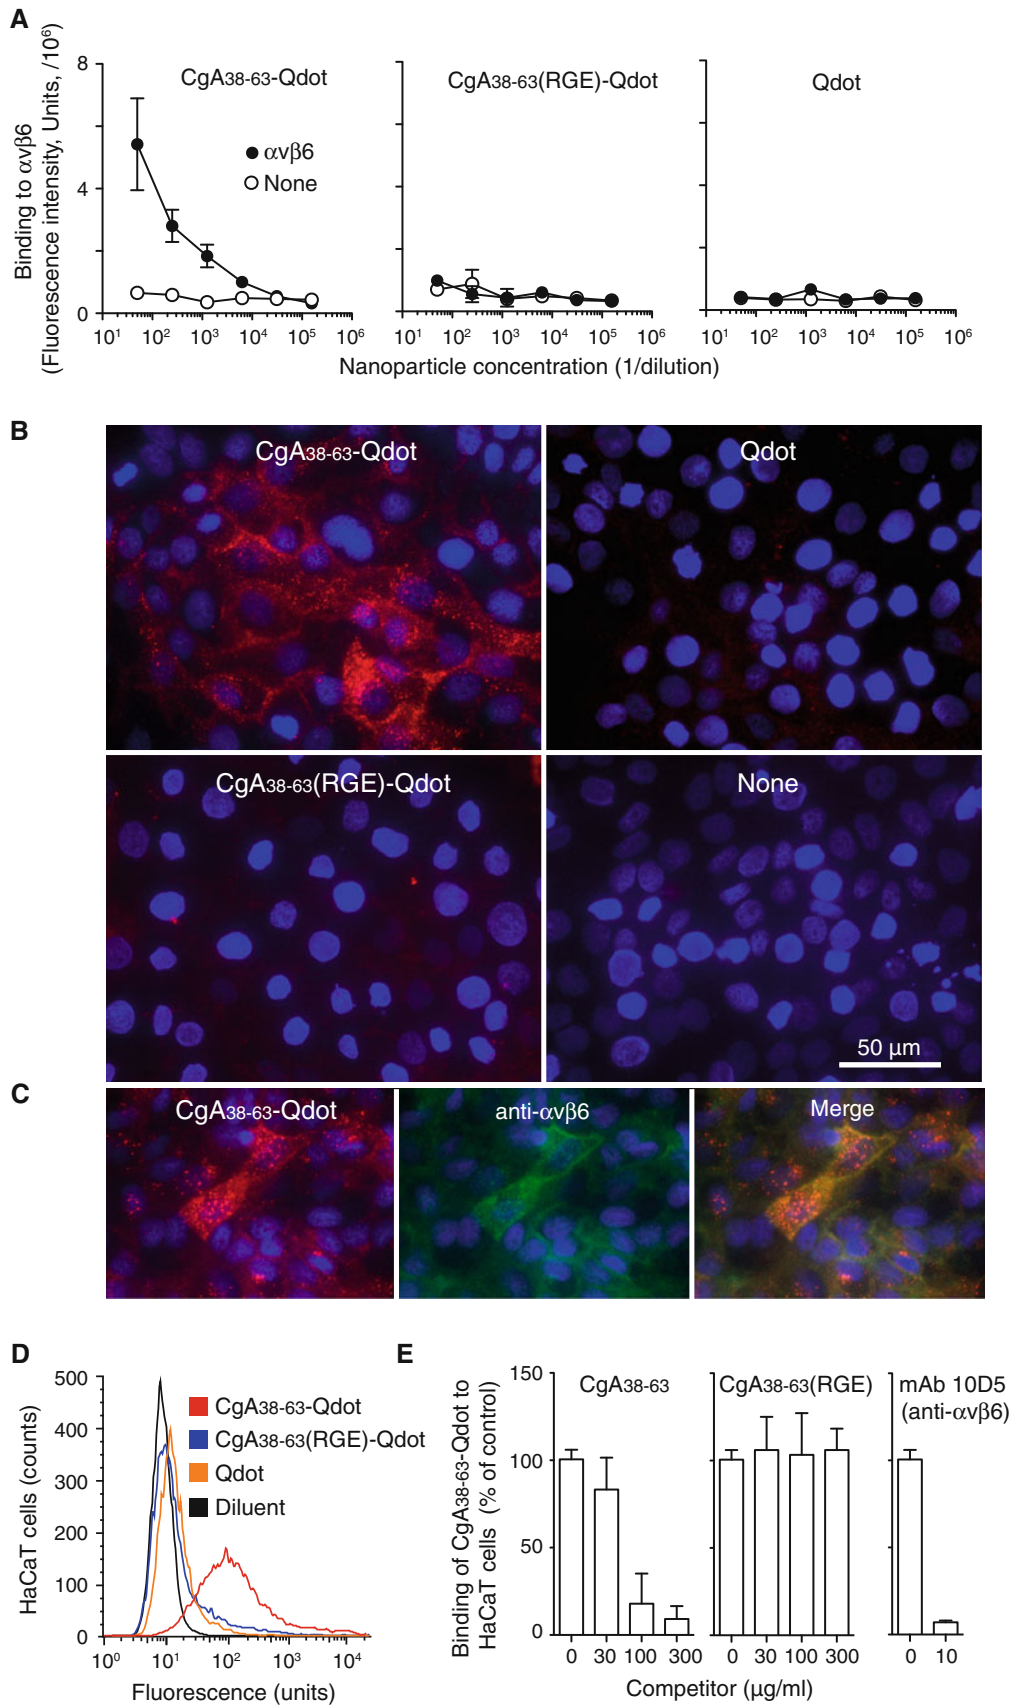 A
Binding to αvβ6
(Fluorescence intensity, Units, /10⁶)
8
4
0
CgA38-63-Qdot
αvβ6
None
10¹ 10² 10³ 10⁴ 10⁵ 10⁶
CgA38-63(RGE)-Qdot
10¹ 10² 10³ 10⁴ 10⁵ 10⁶
Qdot
10¹ 10² 10³ 10⁴ 10⁵ 10⁶
Nanoparticle concentration (1/dilution)
B
CgA38-63-Qdot
Qdot
CgA38-63(RGE)-Qdot
None
50 µm
C
CgA38-63-Qdot
anti-αvβ6
Merge
D
HaCaT cells (counts)
500
400
300
200
100
0
CgA38-63-Qdot
CgA38-63(RGE)-Qdot
Qdot
Diluent
10⁰ 10¹ 10² 10³ 10⁴
Fluorescence (units)
E
Binding of CgA38-63-Qdot to
HaCaT cells (% of control)
150
100
50
0
CgA38-63
0 30 100 300
CgA38-63(RGE)
0 30 100 300
mAb 10D5
(anti-αvβ6)
0 10
Competitor (µg/ml)